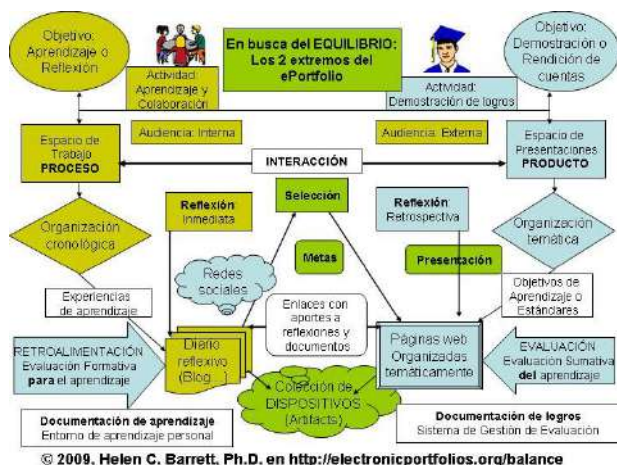 Objetivo:
Aprendizaje o
Reflexión
En busca del EQUILIBRIO:
Los 2 extremos del
ePortfolio
Objetivo:
Demostración o
Rendición de
cuentas
Actividad:
Aprendizaje y
Colaboración
Actividad:
Demostración de logros
Audiencia: Interna
Audiencia: Externa
Espacio de
Trabajo
PROCESO
INTERACCIÓN
Espacio de
Presentaciones
PRODUCTO
Selección
Reflexión:
Inmediata
Reflexión:
Retrospectiva
Organización
cronológica
Organización
temática
Metas
Presentación
Redes
sociales
Experiencias
de aprendizaje
Objetivos de
Aprendizaje o
Estándares
Enlaces con
aportes a
reflexiones y
documentos
RETROALIMENTACIÓN
Evaluación Formativa
para el aprendizaje
Diario
reflexivo
(Blog...)
Páginas web
Organizadas
temáticamente
EVALUACIÓN
Evaluación Sumativa
del aprendizaje
Colección de
DISPOSITIVOS
(Artifacts)
Documentación de aprendizaje
Entorno de aprendizaje personal
Documentación de logros
Sistema de Gestión de Evaluación
© 2009, Helen C. Barrett, Ph.D. en http://electronicportfolios.org/balance